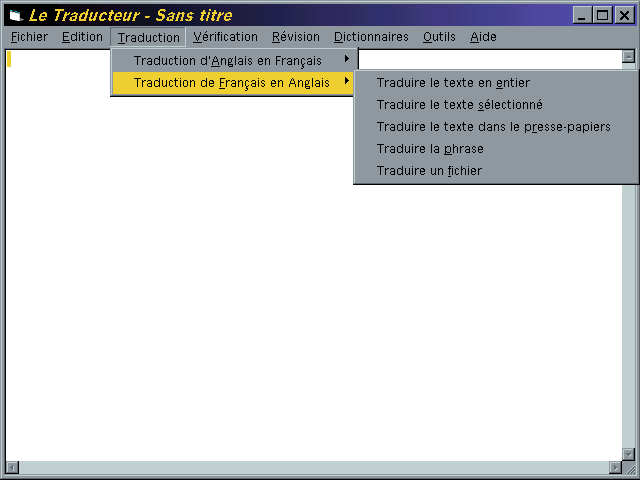 Le Traducteur - Sans titre
Fichier Edition Traduction Vérification Révision Dictionnaires Outils Aide
Traduction d'Anglais en Français
Traduction de Français en Anglais
Traduire le texte en entier
Traduire le texte sélectionné
Traduire le texte dans le presse-papiers
Traduire la phrase
Traduire un fichier